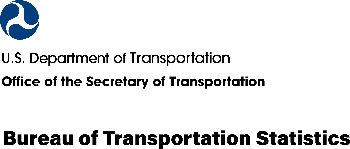 U.S. Department of Transportation
Office of the Secretary of Transportation
Bureau of Transportation Statistics